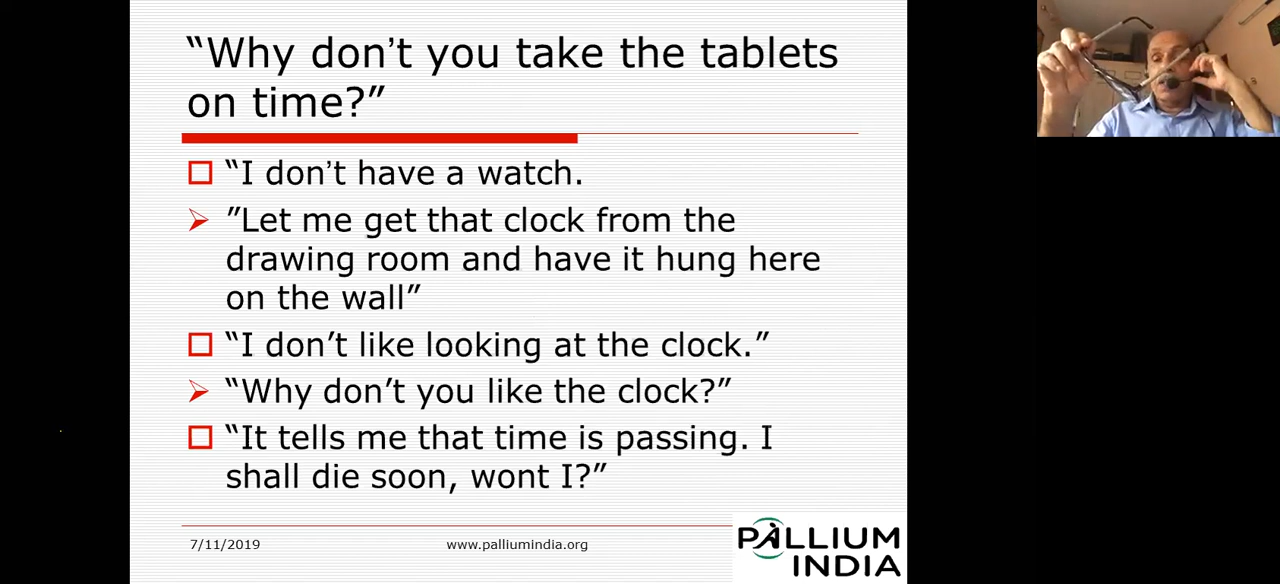 “Why don’t you take the tablets
on time?”
“I don’t have a watch.
”Let me get that clock from the
drawing room and have it hung here
on the wall”
“I don’t like looking at the clock.”
“Why don’t you like the clock?”
“It tells me that time is passing. I
shall die soon, wont I?”
7/11/2019
www.palliumindia.org
PALLIUM
INDIA